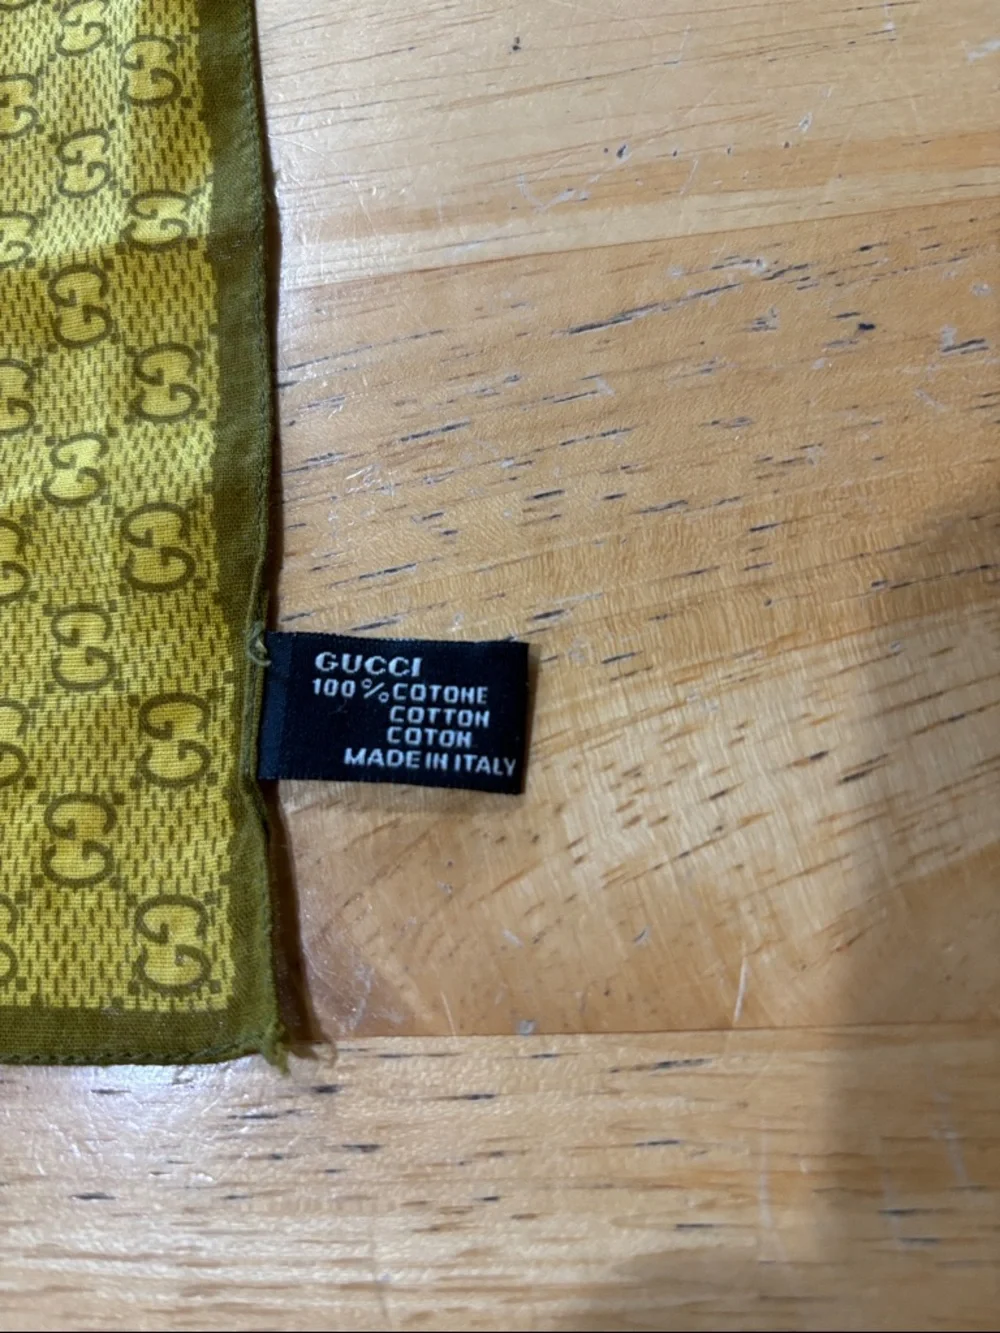 GUCCI
100%COTONE
COTTON
COTON
MADE IN ITALY